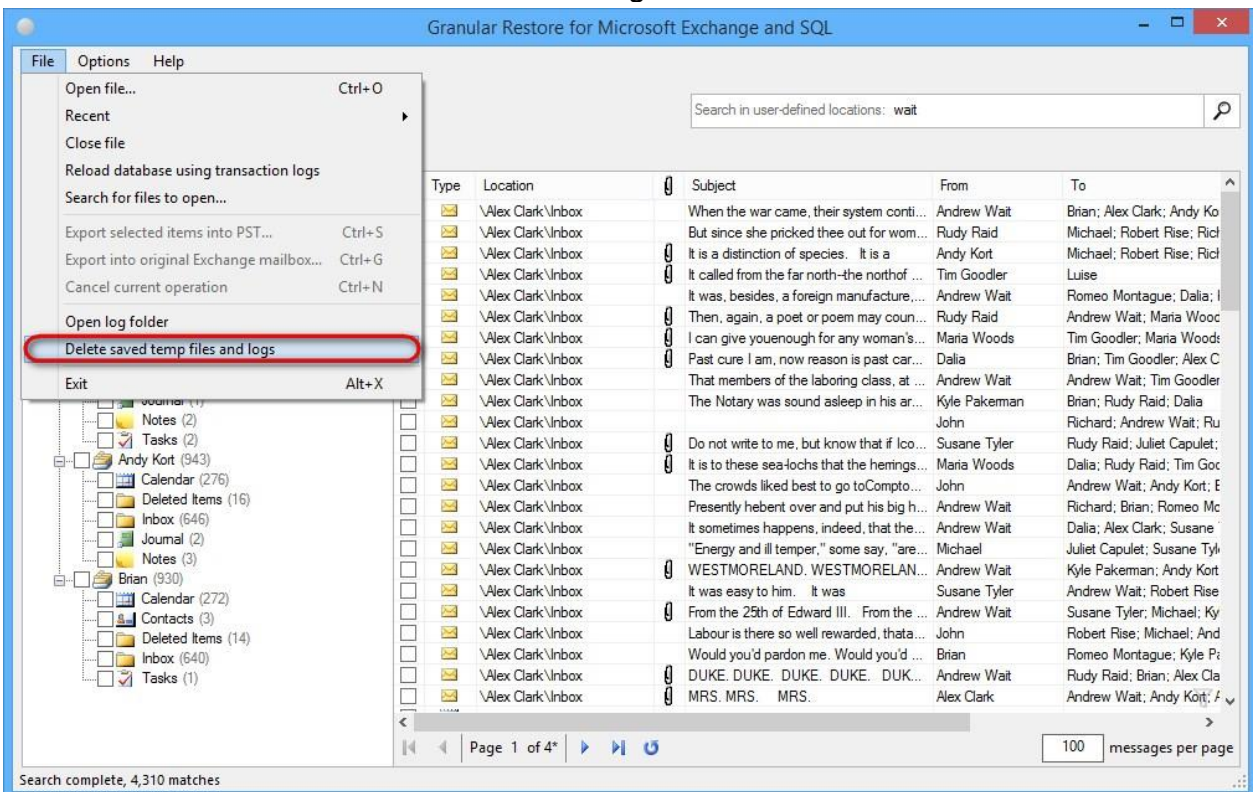 Granular Restore for Microsoft Exchange and SQL
File Options Help
Open file... Ctrl+O
Recent
Close file
Reload database using transaction logs
Search for files to open...
Export selected items into PST... Ctrl+S
Export into original Exchange mailbox... Ctrl+G
Cancel current operation Ctrl+N
Open log folder
Delete saved temp files and logs
Exit Alt+X
Search in user-defined locations: wait
Journal (1)
Notes (2)
Tasks (2)
Andy Kort (943)
Calendar (276)
Deleted Items (16)
Inbox (646)
Journal (2)
Notes (3)
Brian (930)
Calendar (272)
Contacts (3)
Deleted Items (14)
Inbox (640)
Tasks (1)
Type Location Subject From To
\Alex Clark\Inbox When the war came, their system conti... Andrew Wait Brian; Alex Clark; Andy Ko
\Alex Clark\Inbox But since she pricked thee out for wom... Rudy Raid Michael; Robert Rise; Rich
\Alex Clark\Inbox It is a distinction of species. It is a Andy Kort Michael; Robert Rise; Rich
\Alex Clark\Inbox It called from the far north-the northof ... Tim Goodler Luise
\Alex Clark\Inbox It was, besides, a foreign manufacture,... Andrew Wait Romeo Montague; Dalia;
\Alex Clark\Inbox Then, again, a poet or poem may coun... Rudy Raid Andrew Wait; Maria Wood
\Alex Clark\Inbox I can give youenough for any woman's... Maria Woods Tim Goodler; Maria Woods
\Alex Clark\Inbox Past cure I am, now reason is past car... Dalia Brian; Tim Goodler; Alex C
\Alex Clark\Inbox That members of the laboring class, at ... Andrew Wait Andrew Wait; Tim Goodler
\Alex Clark\Inbox The Notary was sound asleep in his ar... Kyle Pakerman Brian; Rudy Raid; Dalia
\Alex Clark\Inbox John Richard; Andrew Wait; Ru
\Alex Clark\Inbox Do not write to me, but know that if Ico... Susane Tyler Rudy Raid; Juliet Capulet;
\Alex Clark\Inbox It is to these sea-lochs that the herrings... Maria Woods Dalia; Rudy Raid; Tim Goo
\Alex Clark\Inbox The crowds liked best to go toCompto... John Andrew Wait; Andy Kort; E
\Alex Clark\Inbox Presently hebent over and put his big h... Andrew Wait Richard; Brian; Romeo Mo
\Alex Clark\Inbox It sometimes happens, indeed, that the... Andrew Wait Dalia; Alex Clark; Susane
\Alex Clark\Inbox "Energy and ill temper," some say, "are... Michael Juliet Capulet; Susane Tyl
\Alex Clark\Inbox WESTMORELAND. WESTMORELAN... Andrew Wait Kyle Pakerman; Andy Kort
\Alex Clark\Inbox It was easy to him. It was Susane Tyler Andrew Wait; Robert Rise
\Alex Clark\Inbox From the 25th of Edward III. From the ... Andrew Wait Susane Tyler; Michael; Ky
\Alex Clark\Inbox Labour is there so well rewarded, thata... John Robert Rise; Michael; And
\Alex Clark\Inbox Would you'd pardon me. Would you'd ... Brian Romeo Montague; Kyle Pa
\Alex Clark\Inbox DUKE. DUKE. DUKE. DUKE. DUK... Andrew Wait Rudy Raid; Brian; Alex Cla
\Alex Clark\Inbox MRS. MRS. MRS. Alex Clark Andrew Wait; Andy Kort; A
Page 1 of 4* 100 messages per page
Search complete, 4,310 matches